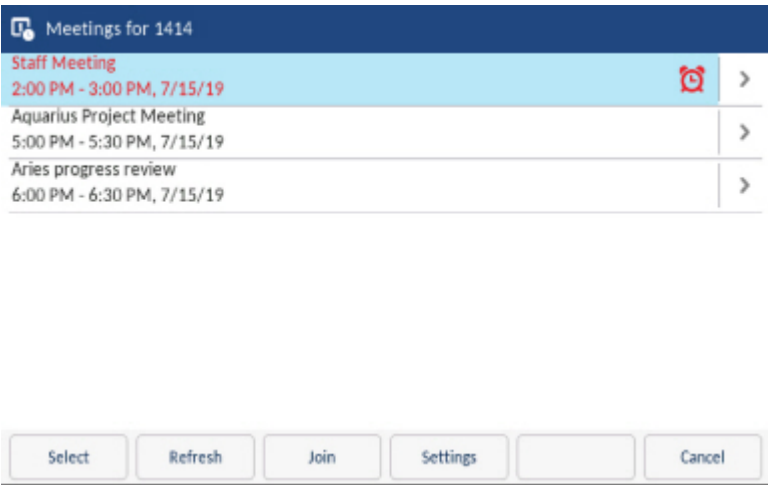 Meetings for 1414
Staff Meeting
2:00 PM - 3:00 PM, 7/15/19
Aquarius Project Meeting
5:00 PM - 5:30 PM, 7/15/19
Aries progress review
6:00 PM - 6:30 PM, 7/15/19
Select Refresh Join Settings Cancel